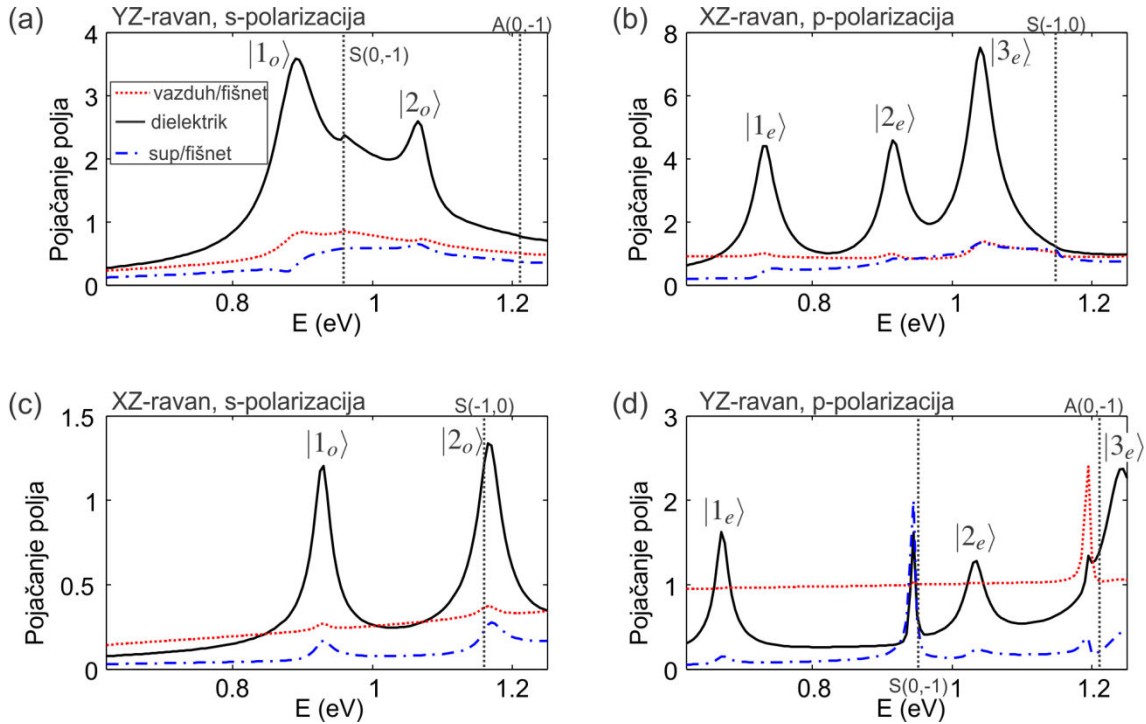 (a)
YZ-ravan, s-polarizacija
A(0,-1)
4
3
2
1
0
Pojačanje polja
|1ₒ⟩
S(0,-1)
|2ₒ⟩
vazduh/fišnet
dielektrik
sup/fišnet
0.8
1
1.2
E (eV)
(b)
XZ-ravan, p-polarizacija
S(-1,0)
8
6
4
2
0
Pojačanje polja
|1ₑ⟩
|2ₑ⟩
|3ₑ⟩
0.8
1
1.2
E (eV)
(c)
XZ-ravan, s-polarizacija
S(-1,0)
1.5
1
0.5
0
Pojačanje polja
|1ₒ⟩
|2ₒ⟩
0.8
1
1.2
E (eV)
(d)
YZ-ravan, p-polarizacija
A(0,-1)
3
2
1
0
Pojačanje polja
|1ₑ⟩
|2ₑ⟩
|3ₑ⟩
S(0,-1)
0.8
1
1.2
E (eV)